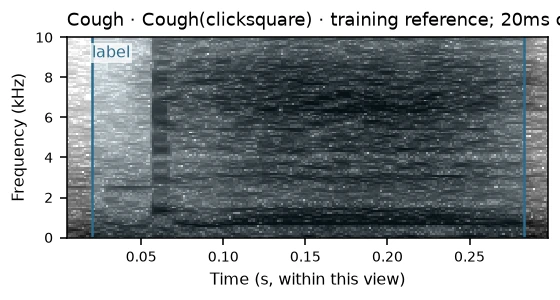 Cough · Cough(clicksquare) · training reference; 20ms
label
10
8
6
4
2
0
Frequency (kHz)
0.05 0.10 0.15 0.20 0.25
Time (s, within this view)